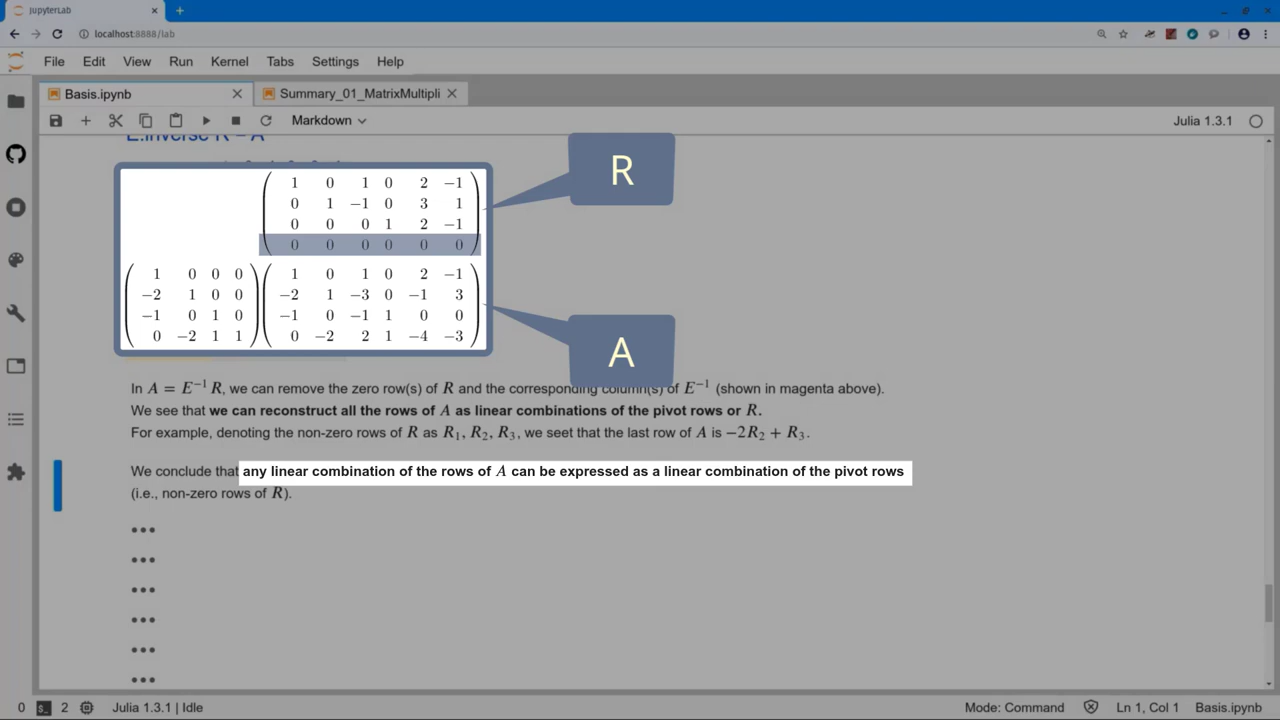 JupyterLab
localhost:8888/lab
File Edit View Run Kernel Tabs Settings Help
Basis.ipynb Summary_01_MatrixMultipli
Markdown Julia 1.3.1
E.inverse R = A
1 0 1 0 2 −1
0 1 −1 0 3 1
0 0 0 1 2 −1
0 0 0 0 0 0
R
1 0 0 0 1 0 1 0 2 −1
−2 1 0 0 −2 1 −3 0 −1 3
−1 0 1 0 −1 0 −1 1 0 0
0 −2 1 1 0 −2 2 1 −4 −3
A
In A = E⁻¹ R, we can remove the zero row(s) of R and the corresponding column(s) of E⁻¹ (shown in magenta above).
We see that we can reconstruct all the rows of A as linear combinations of the pivot rows or R.
For example, denoting the non-zero rows of R as R₁, R₂, R₃, we seet that the last row of A is −2R₂ + R₃.
We conclude that any linear combination of the rows of A can be expressed as a linear combination of the pivot rows
(i.e., non-zero rows of R).
0 2 Julia 1.3.1 | Idle Mode: Command Ln 1, Col 1 Basis.ipynb